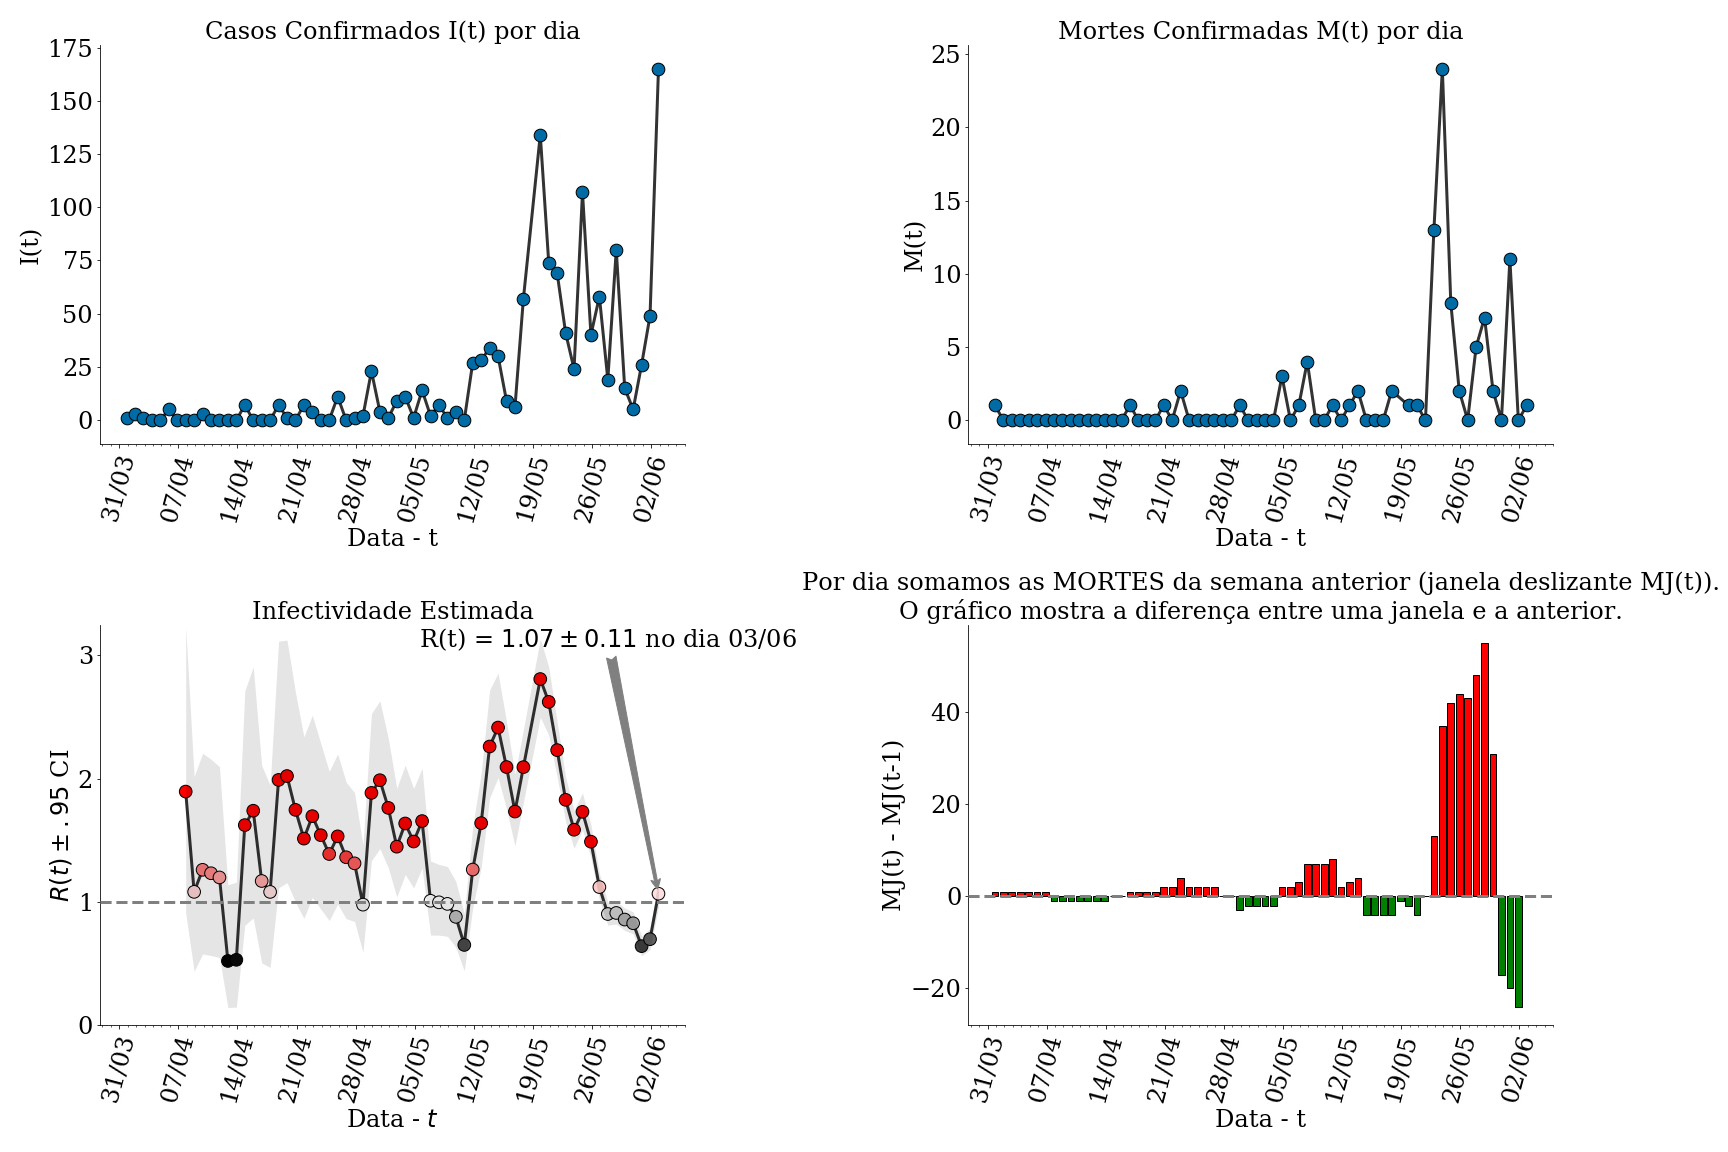 Casos Confirmados I(t) por dia
175
150
125
100
75
50
25
0
I(t)
31/03 07/04 14/04 21/04 28/04 05/05 12/05 19/05 26/05 02/06
Data - t
Mortes Confirmadas M(t) por dia
25
20
15
10
5
0
M(t)
31/03 07/04 14/04 21/04 28/04 05/05 12/05 19/05 26/05 02/06
Data - t
Infectividade Estimada
R(t) = 1.07 ± 0.11 no dia 03/06
3
2
1
0
R(t) ± .95 CI
31/03 07/04 14/04 21/04 28/04 05/05 12/05 19/05 26/05 02/06
Data - t
Por dia somamos as MORTES da semana anterior (janela deslizante MJ(t)).
O gráfico mostra a diferença entre uma janela e a anterior.
40
20
0
−20
MJ(t) - MJ(t-1)
31/03 07/04 14/04 21/04 28/04 05/05 12/05 19/05 26/05 02/06
Data - t